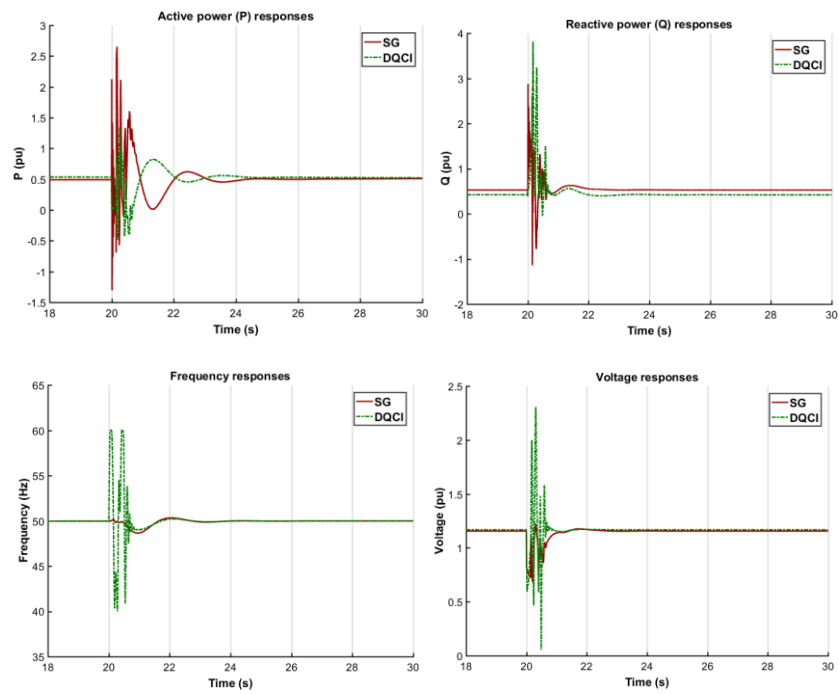 Active power (P) responses
3
2.5
2
1.5
1
0.5
0
-0.5
-1
-1.5
P (pu)
SG
DQCI
18 20 22 24 26 28 30
Time (s)
Reactive power (Q) responses
4
3
2
1
0
-1
-2
Q (pu)
SG
DQCI
18 20 22 24 26 28 30
Time (s)
Frequency responses
65
60
55
50
45
40
35
Frequency (Hz)
SG
DQCI
18 20 22 24 26 28 30
Time (s)
Voltage responses
2.5
2
1.5
1
0.5
0
Voltage (pu)
SG
DQCI
18 20 22 24 26 28 30
Time (s)